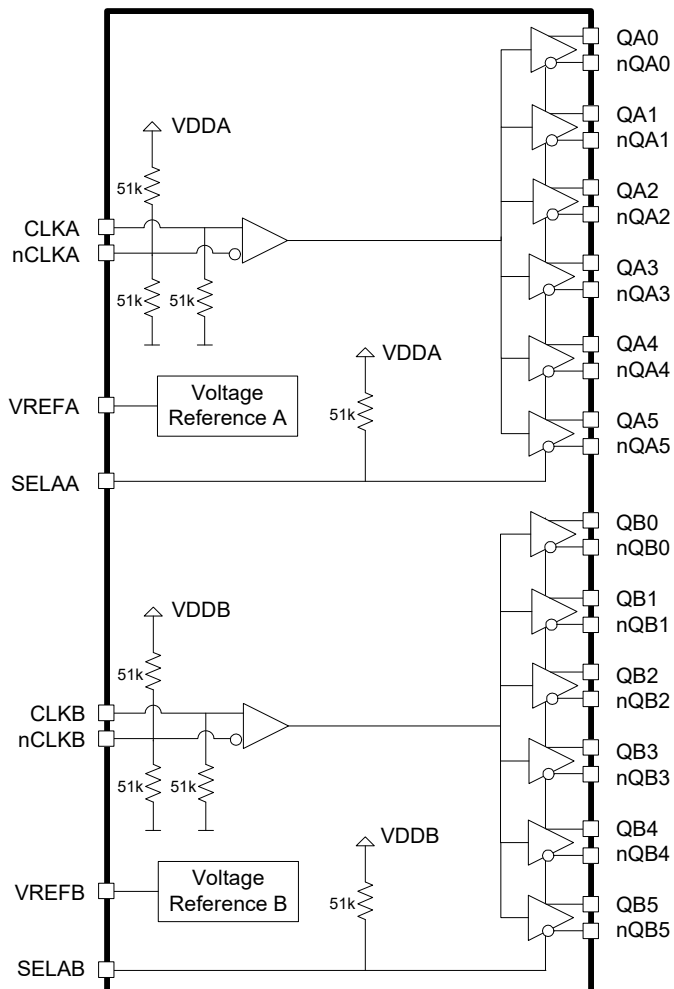 QA0
nQA0
VDDA
QA1
nQA1
51k
QA2
nQA2
CLKA
nCLKA
QA3
nQA3
51k 51k
QA4
nQA4
VDDA
VREFA
Voltage
Reference A
51k
QA5
nQA5
SELAA
QB0
nQB0
VDDB
QB1
nQB1
51k
QB2
nQB2
CLKB
nCLKB
QB3
nQB3
51k 51k
QB4
nQB4
VDDB
VREFB
Voltage
Reference B
51k
QB5
nQB5
SELAB